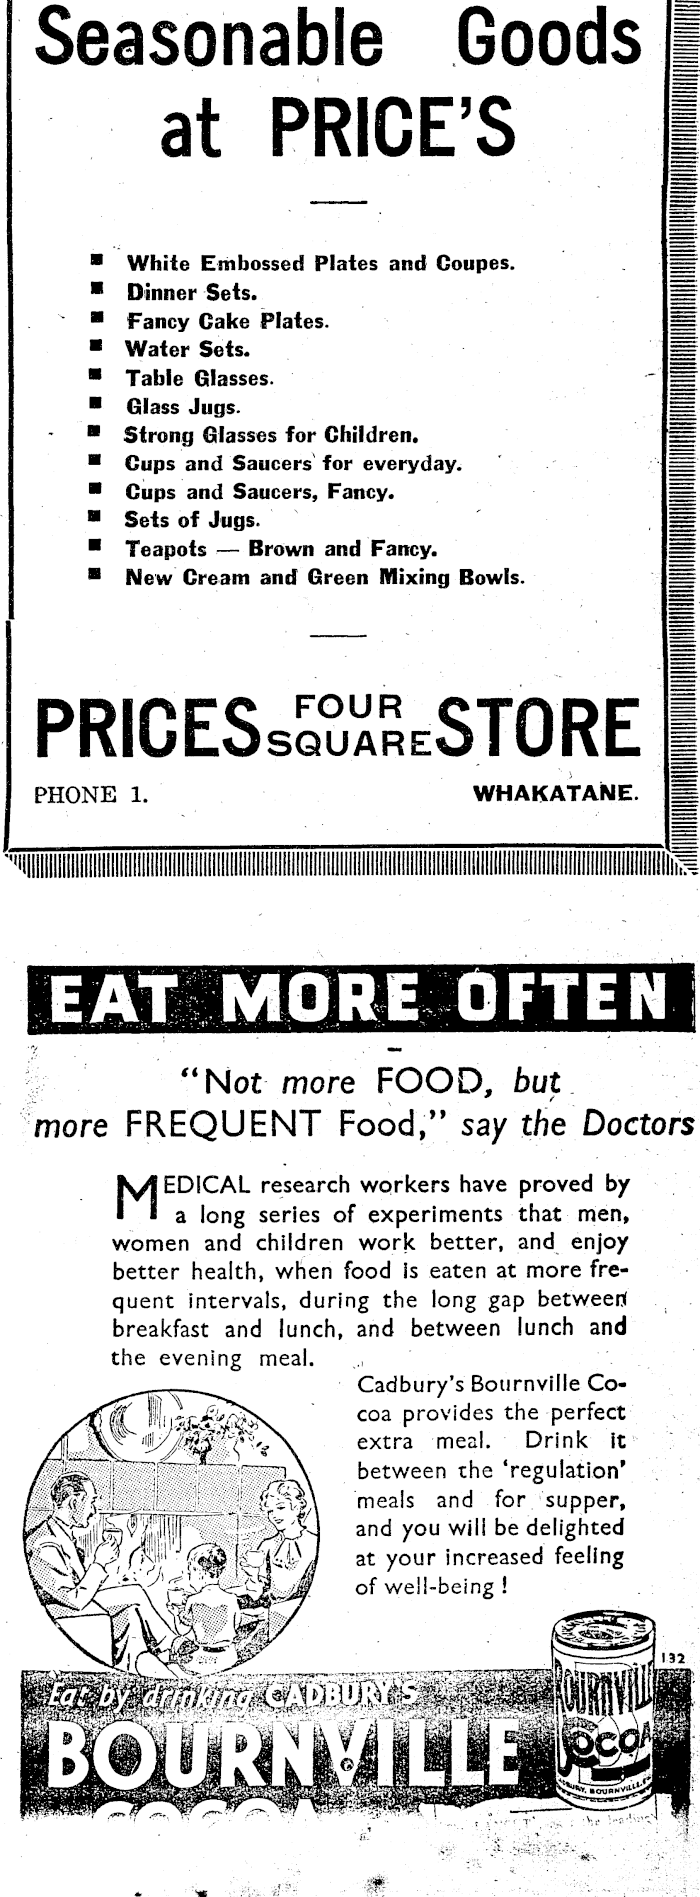 Seasonable Goods
at PRICE'S
White Embossed Plates and Coupes.
Dinner Sets.
Fancy Cake Plates.
Water Sets.
Table Glasses.
Glass Jugs.
Strong Glasses for Children.
Cups and Saucers for everyday.
Cups and Saucers, Fancy.
Sets of Jugs.
Teapots — Brown and Fancy.
New Cream and Green Mixing Bowls.
PRICES FOUR SQUARE STORE
PHONE 1. WHAKATANE.
EAT MORE OFTEN
"Not more FOOD, but
more FREQUENT Food," say the Doctors
MEDICAL research workers have proved by
a long series of experiments that men,
women and children work better, and enjoy
better health, when food is eaten at more fre-
quent intervals, during the long gap between
breakfast and lunch, and between lunch and
the evening meal.
Cadbury's Bournville Co-
coa provides the perfect
extra meal. Drink it
between the 'regulation'
meals and for supper,
and you will be delighted
at your increased feeling
of well-being !
132
Eat by drinking CADBURY'S
BOURNVILLE
COCOA
BOURNVILLE
COCOA